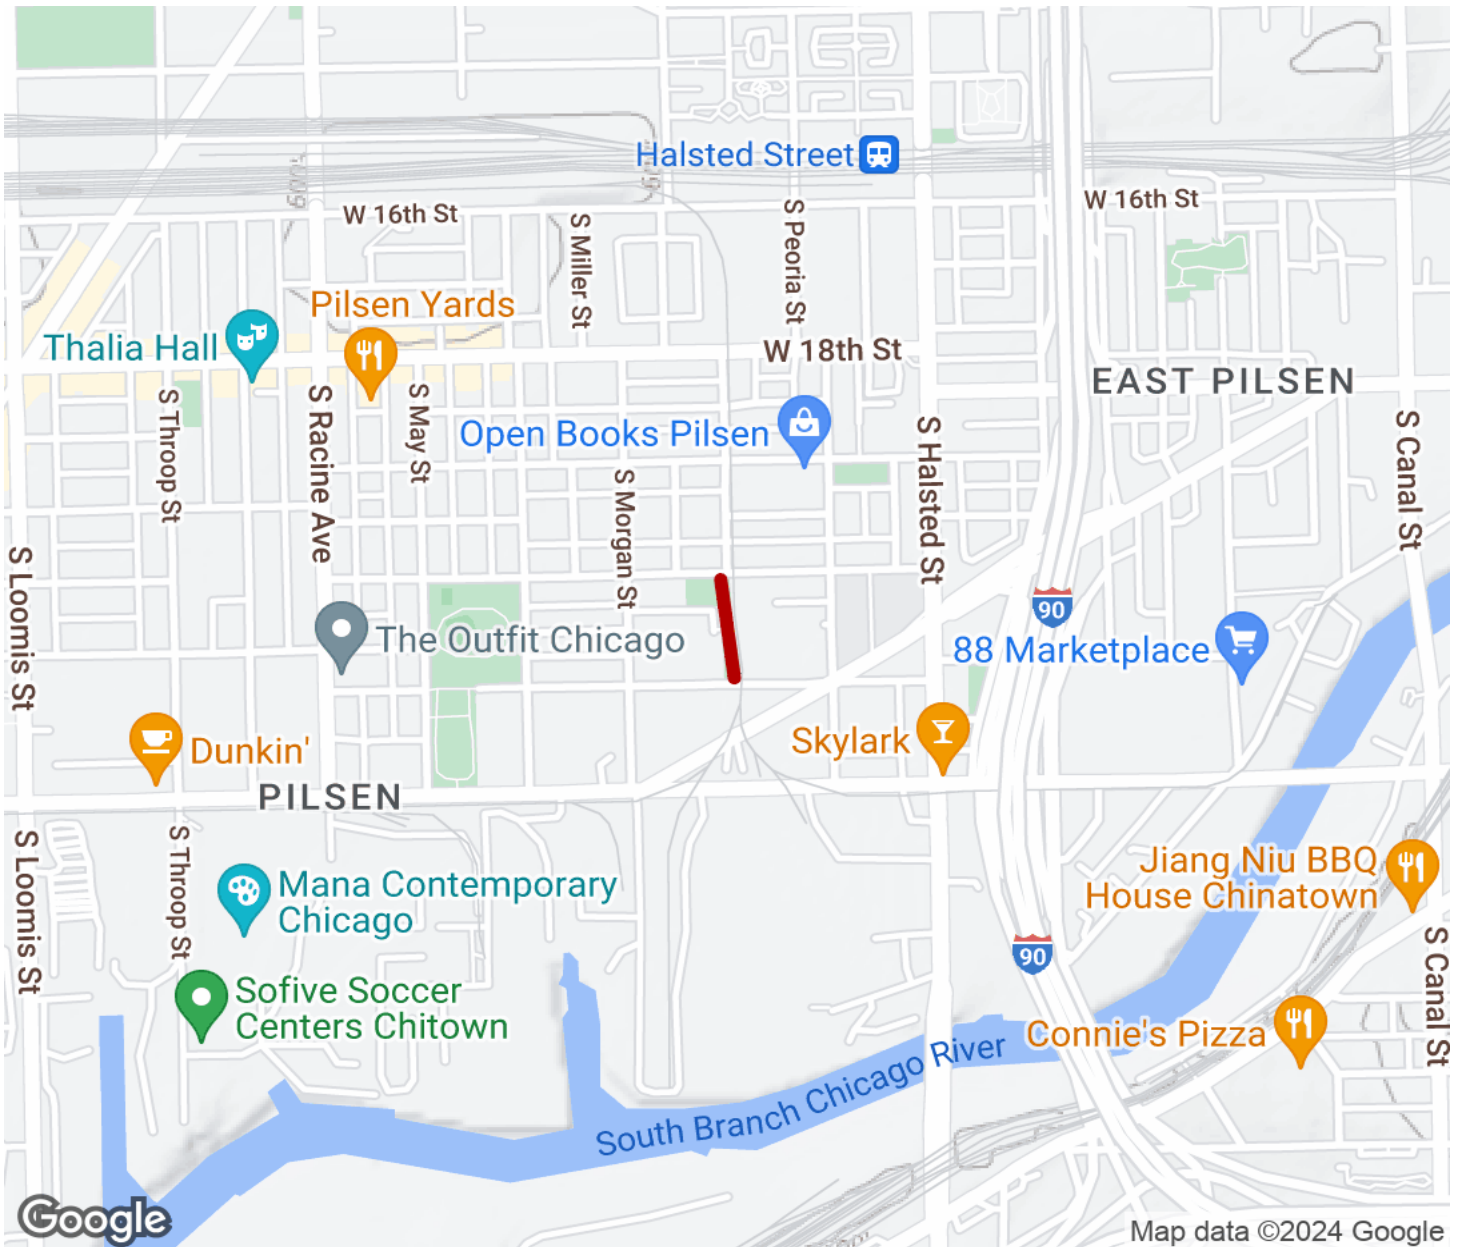 Halsted Street
W 16th St
W 16th St
S Miller St
S Peoria St
Pilsen Yards
Thalia Hall
W 18th St
EAST PILSEN
S Throop St
S Racine Ave
S May St
Open Books Pilsen
S Halsted St
S Canal St
S Morgan St
S Loomis St
90
The Outfit Chicago
88 Marketplace
Dunkin'
Skylark
PILSEN
S Loomis St
S Throop St
Mana Contemporary
Chicago
Jiang Niu BBQ
House Chinatown
90
S Canal St
Sofive Soccer
Centers Chitown
Connie's Pizza
South Branch Chicago River
Google
Map data ©2024 Google